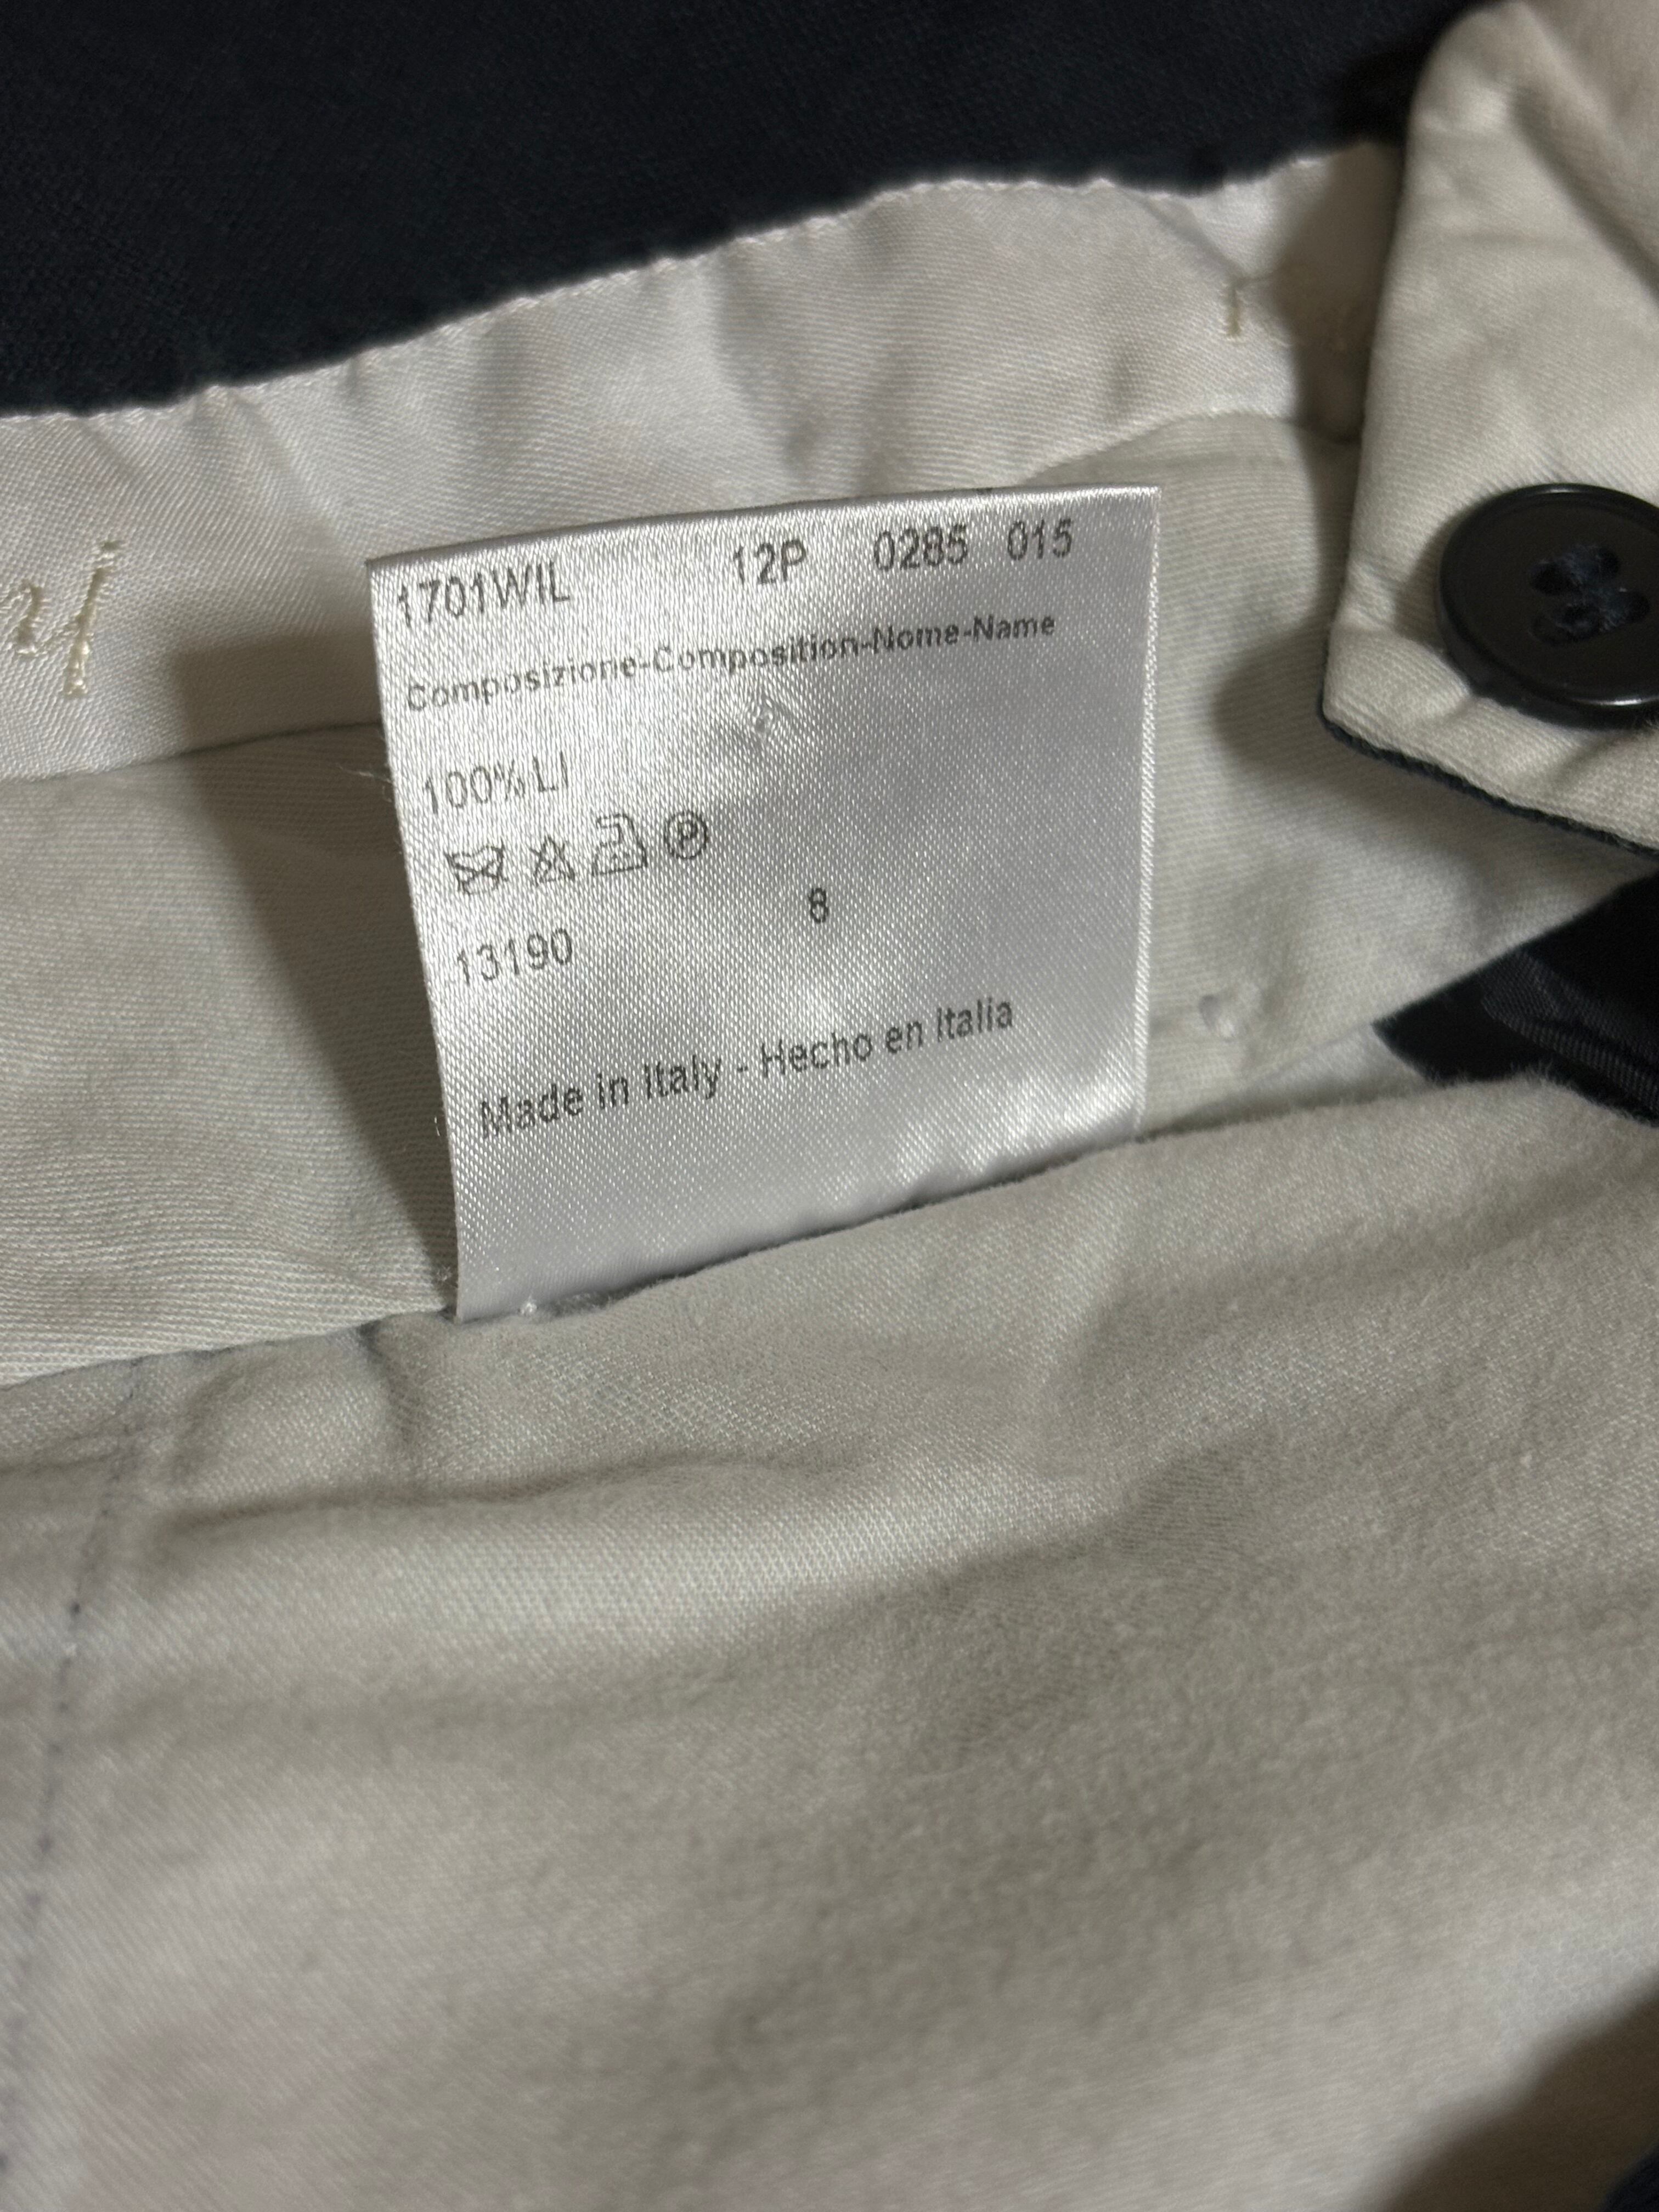 1701WIL 12P 0285 015
Composizione-Composition-Nome-Name
100%LI
P
13190 8
Made in Italy - Hecho en Italia